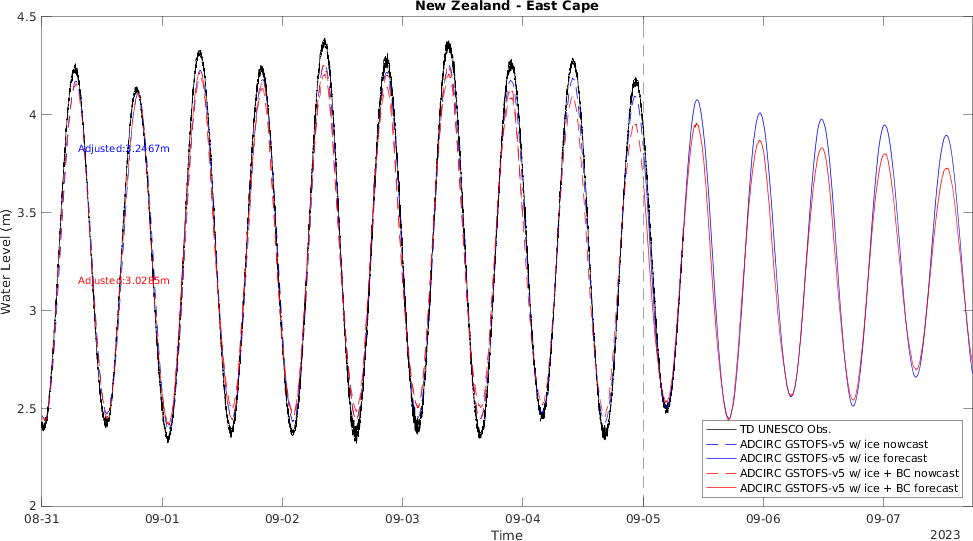 New Zealand - East Cape
4.5
4
3.5
3
2.5
2
Water Level (m)
Adjusted:3.2467m
Adjusted:3.0285m
TD UNESCO Obs.
ADCIRC GSTOFS-v5 w/ ice nowcast
ADCIRC GSTOFS-v5 w/ ice forecast
ADCIRC GSTOFS-v5 w/ ice + BC nowcast
ADCIRC GSTOFS-v5 w/ ice + BC forecast
08-31 09-01 09-02 09-03 09-04 09-05 09-06 09-07
Time
2023